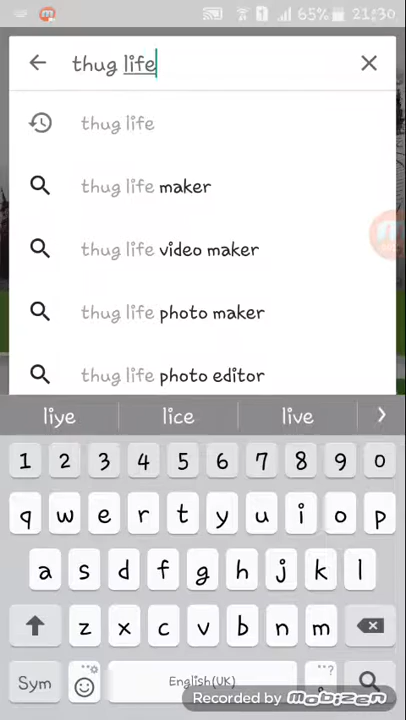 65% 21:30
thug life
thug life
thug life maker
thug life video maker
thug life photo maker
thug life photo editor
liye lice live
1 2 3 4 5 6 7 8 9 0
q w e r t y u i o p
a s d f g h j k l
z x c v b n m
Sym English(UK)
Recorded by mobizen